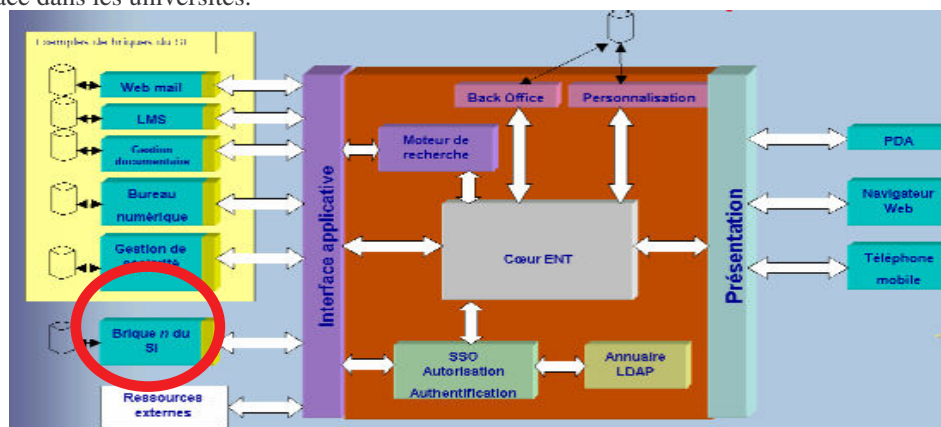 dans les universités.
Exemples de briques du SI
Web mail
LMS
Gestion
documentaire
Bureau
numérique
Gestion de
Brique n du
SI
Ressources
externes
Interface applicative
Back Office
Personnalisation
Moteur de
recherche
Cœur ENT
SSO
Autorisation
Authentification
Annuaire
LDAP
Présentation
PDA
Navigateur
Web
Téléphone
mobile